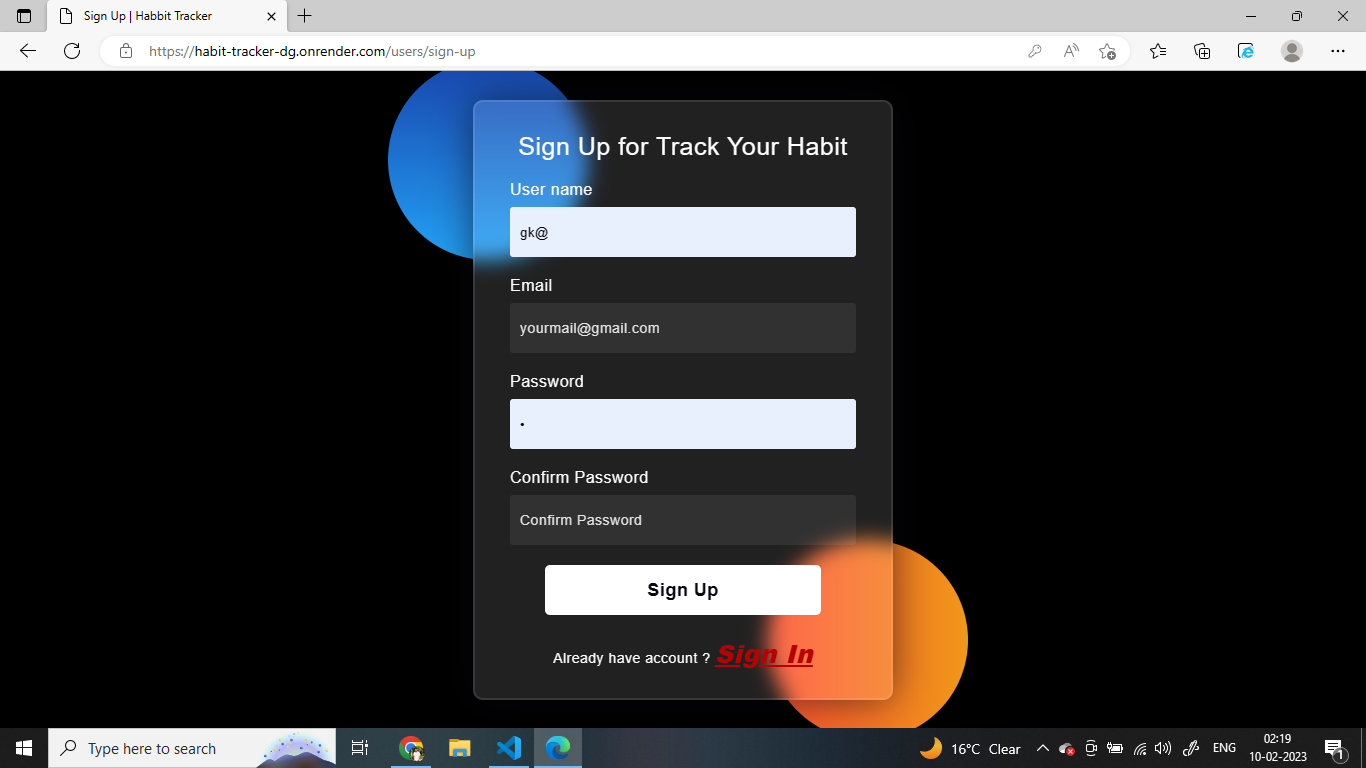 Sign Up | Habbit Tracker
https://habit-tracker-dg.onrender.com/users/sign-up
Sign Up for Track Your Habit
User name
gk@
Email
yourmail@gmail.com
Password
•
Confirm Password
Confirm Password
Sign Up
Already have account ? Sign In
Type here to search
16°C Clear
ENG
02:19
10-02-2023
1